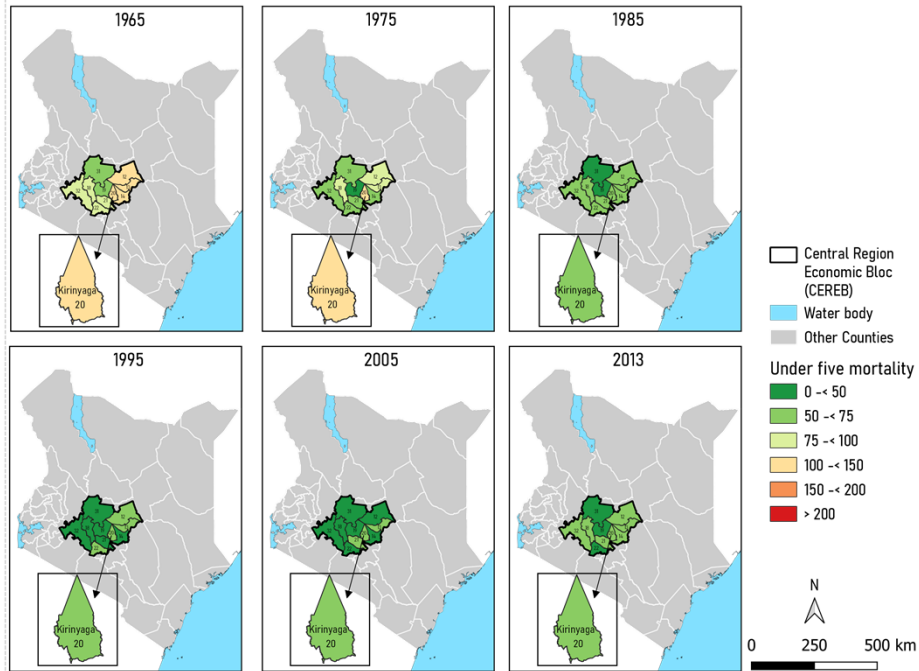 1965
1975
1985
Kirinyaga
20
Kirinyaga
20
Kirinyaga
20
1995
2005
2013
Kirinyaga
20
Kirinyaga
20
Kirinyaga
20
Central Region
Economic Bloc
(CEREB)
Water body
Other Counties
Under five mortality
0 -< 50
50 -< 75
75 -< 100
100 -< 150
150 -< 200
> 200
N
0 250 500 km